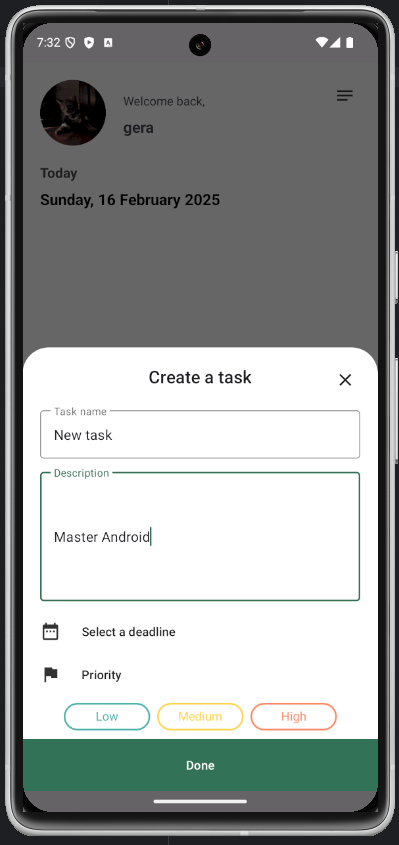 7:32
Welcome back,
gera
Today
Sunday, 16 February 2025
Create a task
Task name
New task
Description
Master Android
Select a deadline
Priority
Low Medium High
Done